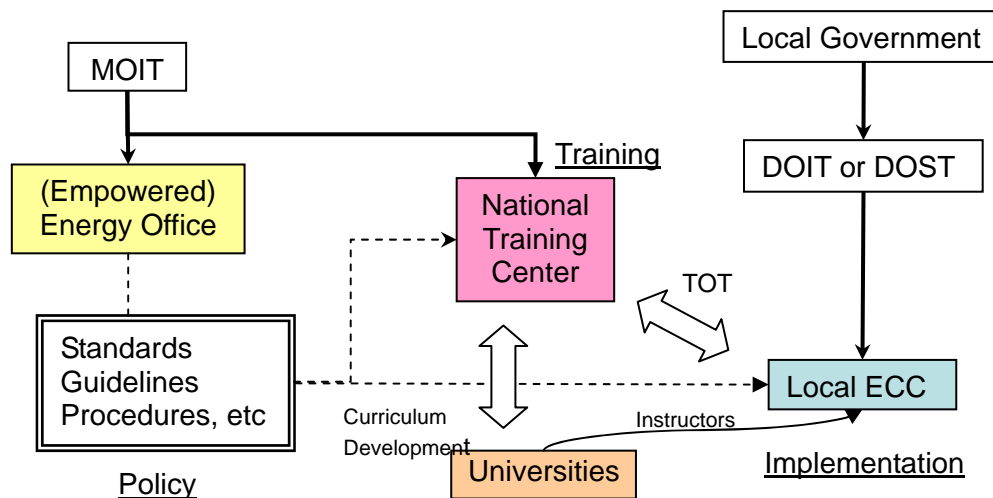 Local Government
MOIT
Training
(Empowered)
Energy Office
DOIT or DOST
National
Training
Center
TOT
Standards
Guidelines
Procedures, etc
Local ECC
Curriculum
Development
Instructors
Universities
Implementation
Policy